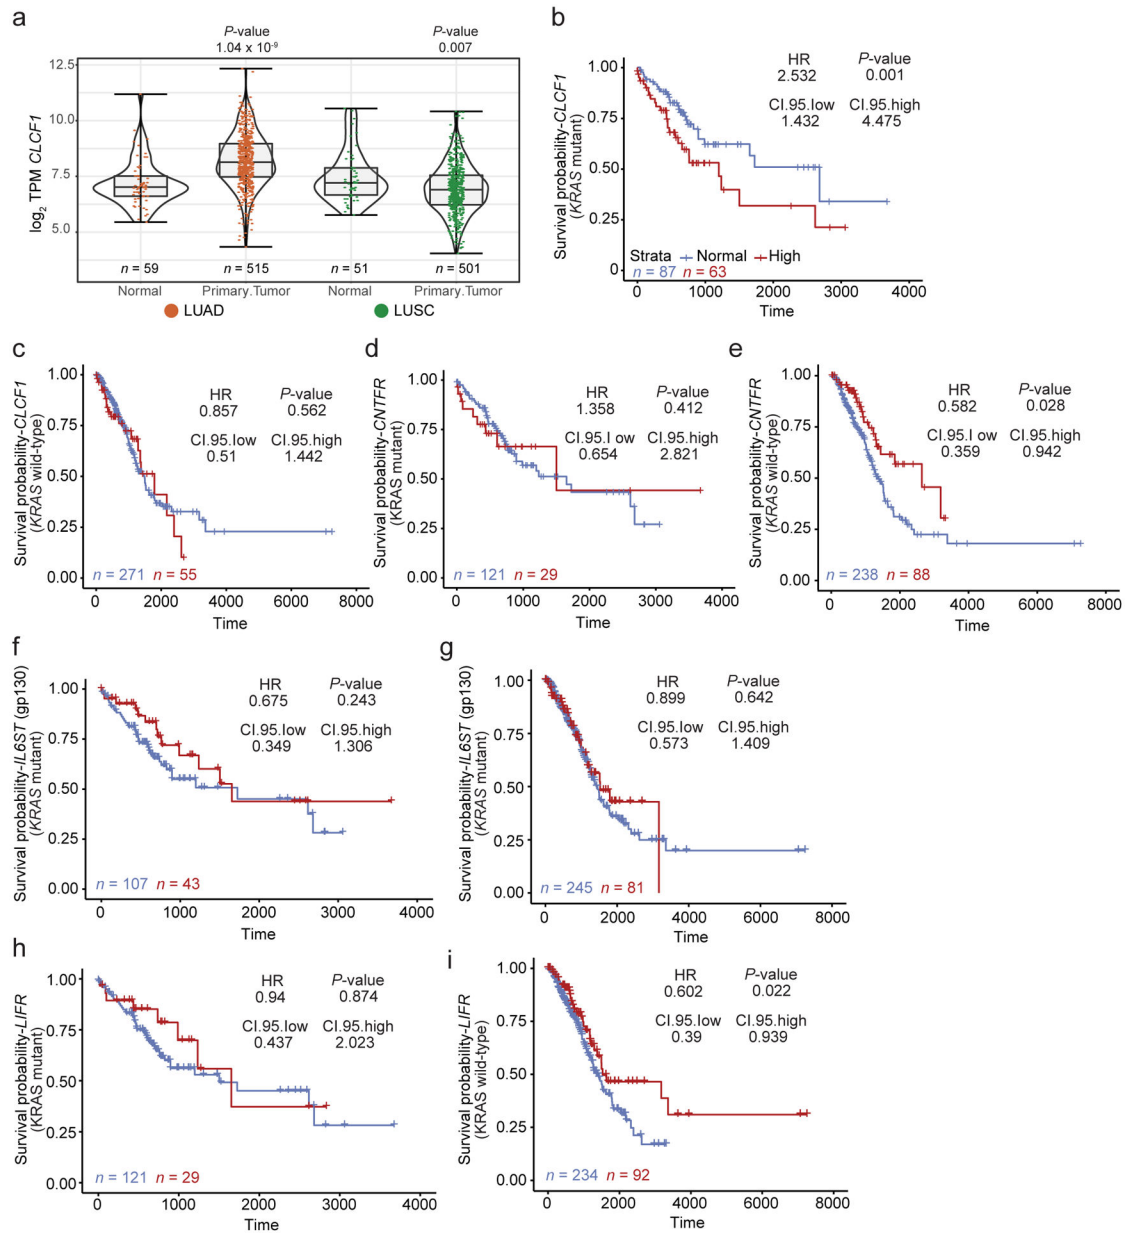 a
P-value
1.04 x 10-9
P-value
0.007
log2 TPM CLCF1
12.5
10.0
7.5
5.0
n = 59
n = 515
n = 51
n = 501
Normal
Primary.Tumor
Normal
Primary.Tumor
LUAD
LUSC
b
Survival probability-CLCF1
(KRAS mutant)
1.00
0.75
0.50
0.25
0
HR
2.532
P-value
0.001
CI.95.low
1.432
CI.95.high
4.475
Strata Normal High
n = 87 n = 63
0 1000 2000 3000 4000
Time
c
Survival probability-CLCF1
(KRAS wild-type)
1.00
0.75
0.50
0.25
0.00
HR
0.857
P-value
0.562
CI.95.low
0.51
CI.95.high
1.442
n = 271 n = 55
0 2000 4000 6000 8000
Time
d
Survival probability-CNTFR
(KRAS mutant)
1.00
0.75
0.50
0.25
0.00
HR
1.358
P-value
0.412
CI.95.l ow
0.654
CI.95.high
2.821
n = 121 n = 29
0 1000 2000 3000 4000
Time
e
Survival probability-CNTFR
(KRAS wild-type)
1.00
0.75
0.50
0.25
0.00
HR
0.582
P-value
0.028
CI.95.l ow
0.359
CI.95.high
0.942
n = 238 n = 88
0 2000 4000 6000 8000
Time
f
Survival probability-IL6ST (gp130)
(KRAS mutant)
1.00
0.75
0.50
0.25
0.00
HR
0.675
P-value
0.243
CI.95.low
0.349
CI.95.high
1.306
n = 107 n = 43
0 1000 2000 3000 4000
Time
g
Survival probability-IL6ST (gp130)
(KRAS mutant)
1.00
0.75
0.50
0.25
0.00
HR
0.899
P-value
0.642
CI.95.low
0.573
CI.95.high
1.409
n = 245 n = 81
0 2000 4000 6000 8000
Time
h
Survival probability-LIFR
(KRAS mutant)
1.00
0.75
0.50
0.25
0.00
HR
0.94
P-value
0.874
CI.95.low
0.437
CI.95.high
2.023
n = 121 n = 29
0 1000 2000 3000 4000
Time
i
Survival probability-LIFR
(KRAS wild-type)
1.00
0.75
0.50
0.25
0.00
HR
0.602
P-value
0.022
CI.95.low
0.39
CI.95.high
0.939
n = 234 n = 92
0 2000 4000 6000 8000
Time